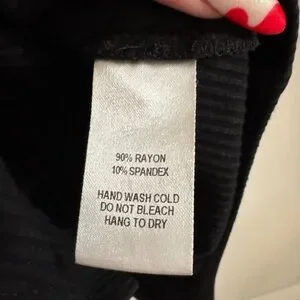 90% RAYON
10% SPANDEX
HAND WASH COLD
DO NOT BLEACH
HANG TO DRY